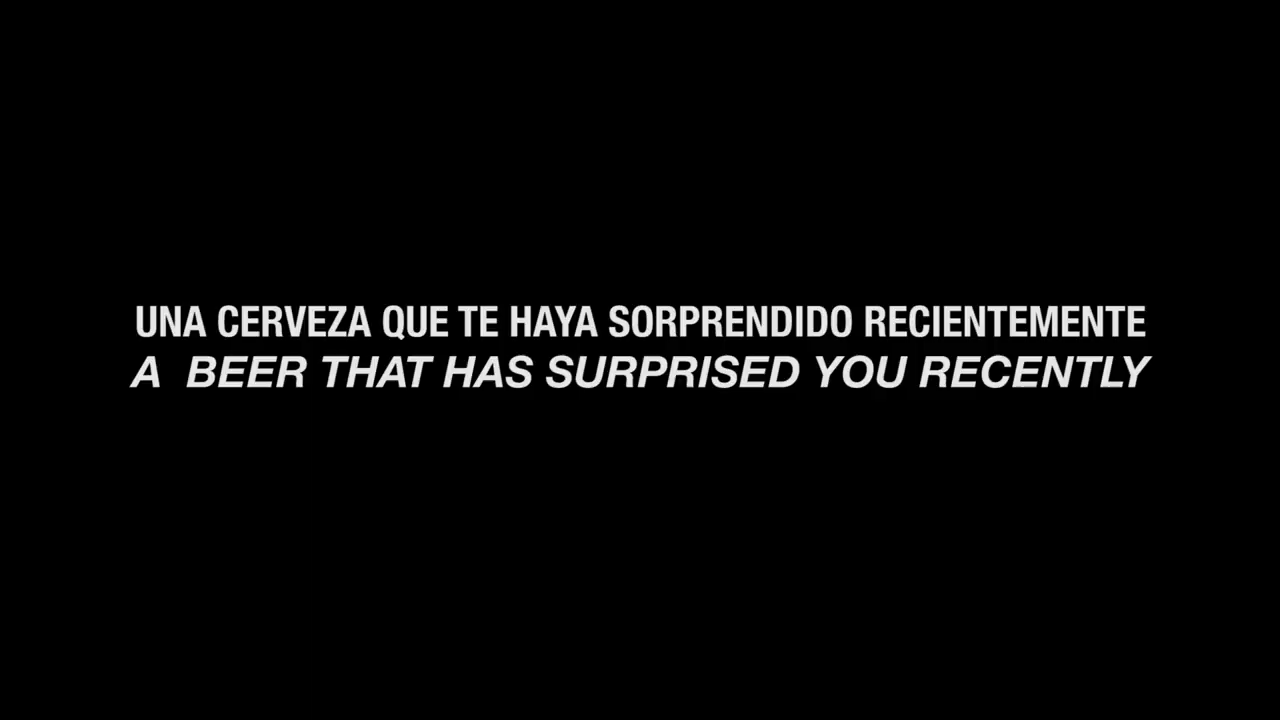 UNA CERVEZA QUE TE HAYA SORPRENDIDO RECIENTEMENTE
A  BEER THAT HAS SURPRISED YOU RECENTLY